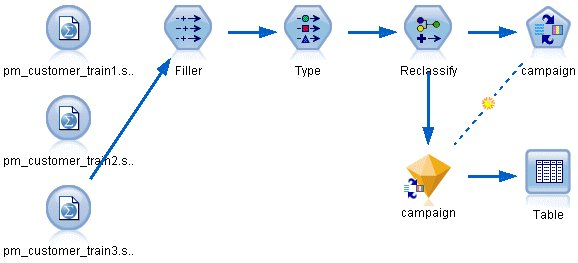 pm_customer_train1.s..
Filler
Type
Reclassify
campaign
pm_customer_train2.s..
campaign
Table
pm_customer_train3.s..